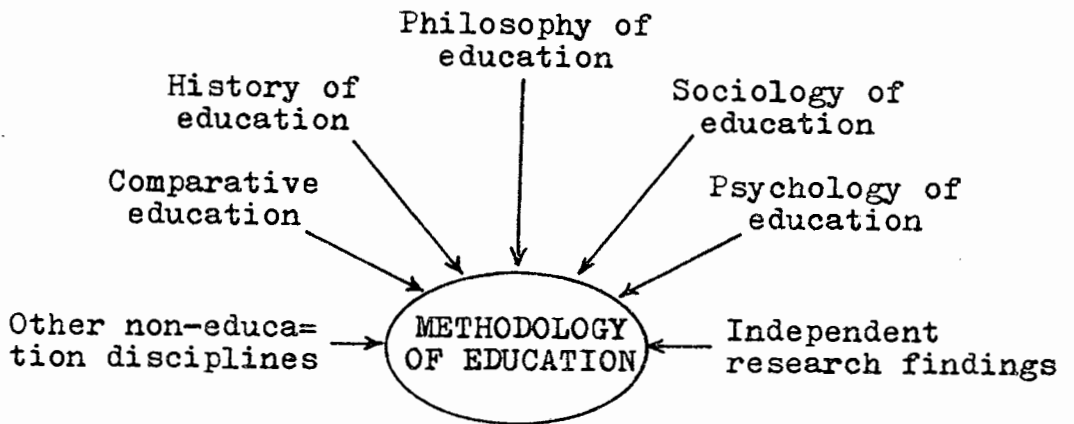 Philosophy of
education
History of
education
Sociology of
education
Comparative
education
Psychology of
education
Other non-educa=
tion disciplines
METHODOLOGY
OF EDUCATION
Independent
research findings